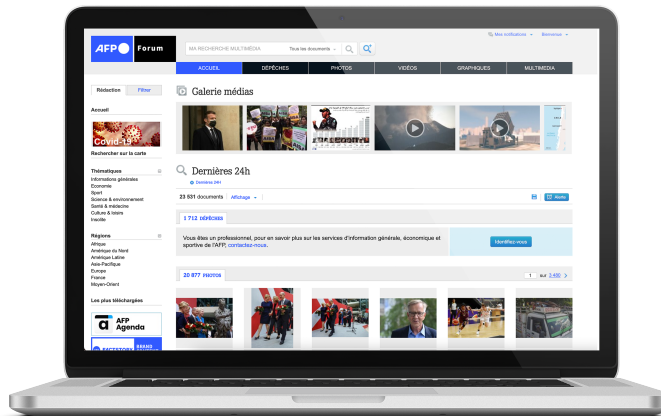 Mes notifications
Bienvenue
AFP Forum
MA RECHERCHE MULTIMÉDIA
Tous les documents
ACCUEIL
DÉPÊCHES
PHOTOS
VIDÉOS
GRAPHIQUES
MULTIMEDIA
Rédaction
Filtrer
Accueil
Covid-19
Rechercher sur la carte
Thématiques
Informations générales
Economie
Sport
Science & environnement
Santé & médecine
Culture & loisirs
Insolite
Régions
Afrique
Amérique du Nord
Amérique Latine
Asie-Pacifique
Europe
France
Moyen-Orient
Les plus téléchargées
AFP
Agenda
FACTSTORY
BRAND
Galerie médias
Dernières 24h
Dernières 24H
23 531 documents
Affichage
Alerte
1 712 DÉPÊCHES
Vous êtes un professionnel, pour en savoir plus sur les services d'information générale, économique et
sportive de l'AFP, contactez-nous.
Identifiez-vous
20 877 PHOTOS
1 sur 3 480